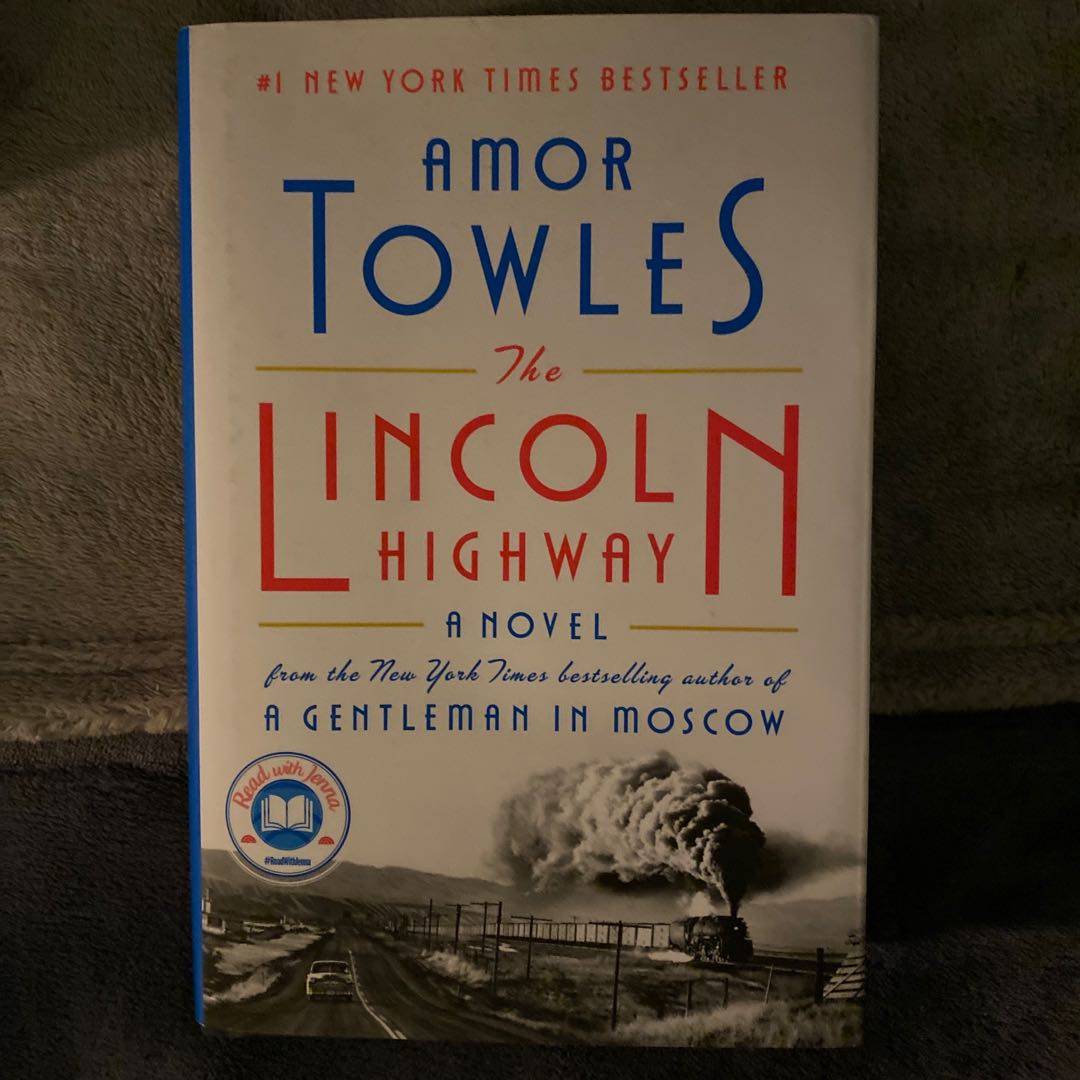 #1 NEW YORK TIMES BESTSELLER
AMOR
TOWLES
The
LINCOLN
HIGHWAY
A NOVEL
from the New York Times bestselling author of
A GENTLEMAN IN MOSCOW
Read with Jenna
#ReadWithJenna